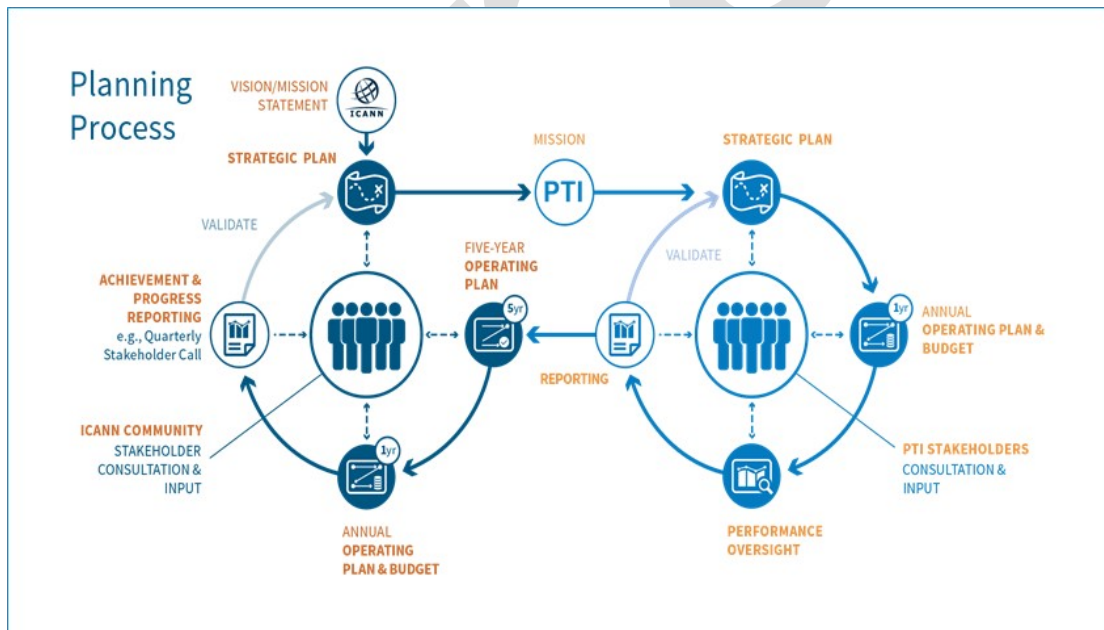 Planning
Process
VISION/MISSION
STATEMENT
ICANN
STRATEGIC PLAN
MISSION
PTI
STRATEGIC PLAN
VALIDATE
FIVE-YEAR
OPERATING
PLAN
5yr
VALIDATE
ACHIEVEMENT &
PROGRESS
REPORTING
e.g., Quarterly
Stakeholder Call
1yr
ANNUAL
OPERATING PLAN &
BUDGET
REPORTING
ICANN COMMUNITY
STAKEHOLDER
CONSULTATION &
INPUT
1yr
ANNUAL
OPERATING
PLAN & BUDGET
PTI STAKEHOLDERS
CONSULTATION &
INPUT
PERFORMANCE
OVERSIGHT